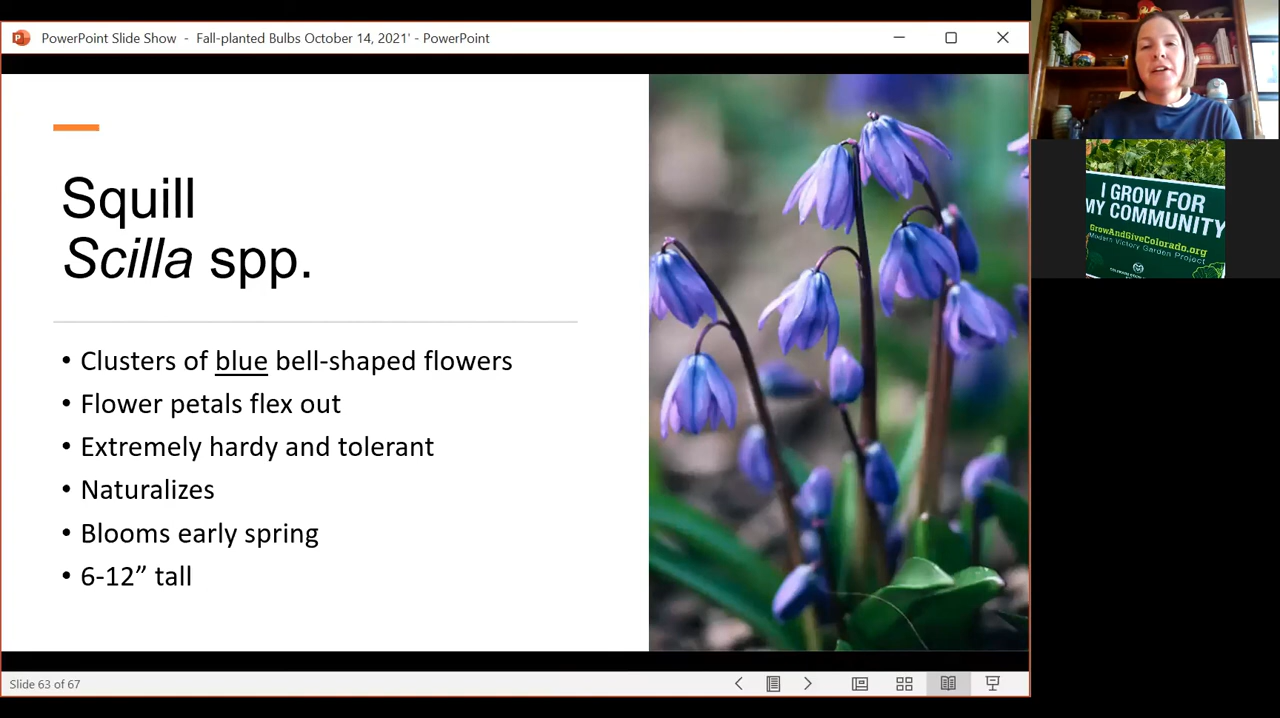 PowerPoint Slide Show - Fall-planted Bulbs October 14, 2021' - PowerPoint
Squill
Scilla spp.
• Clusters of blue bell-shaped flowers
• Flower petals flex out
• Extremely hardy and tolerant
• Naturalizes
• Blooms early spring
• 6-12” tall
Slide 63 of 67
I GROW FOR
MY COMMUNITY
GrowAndGiveColorado.org
Modern Victory Garden Project